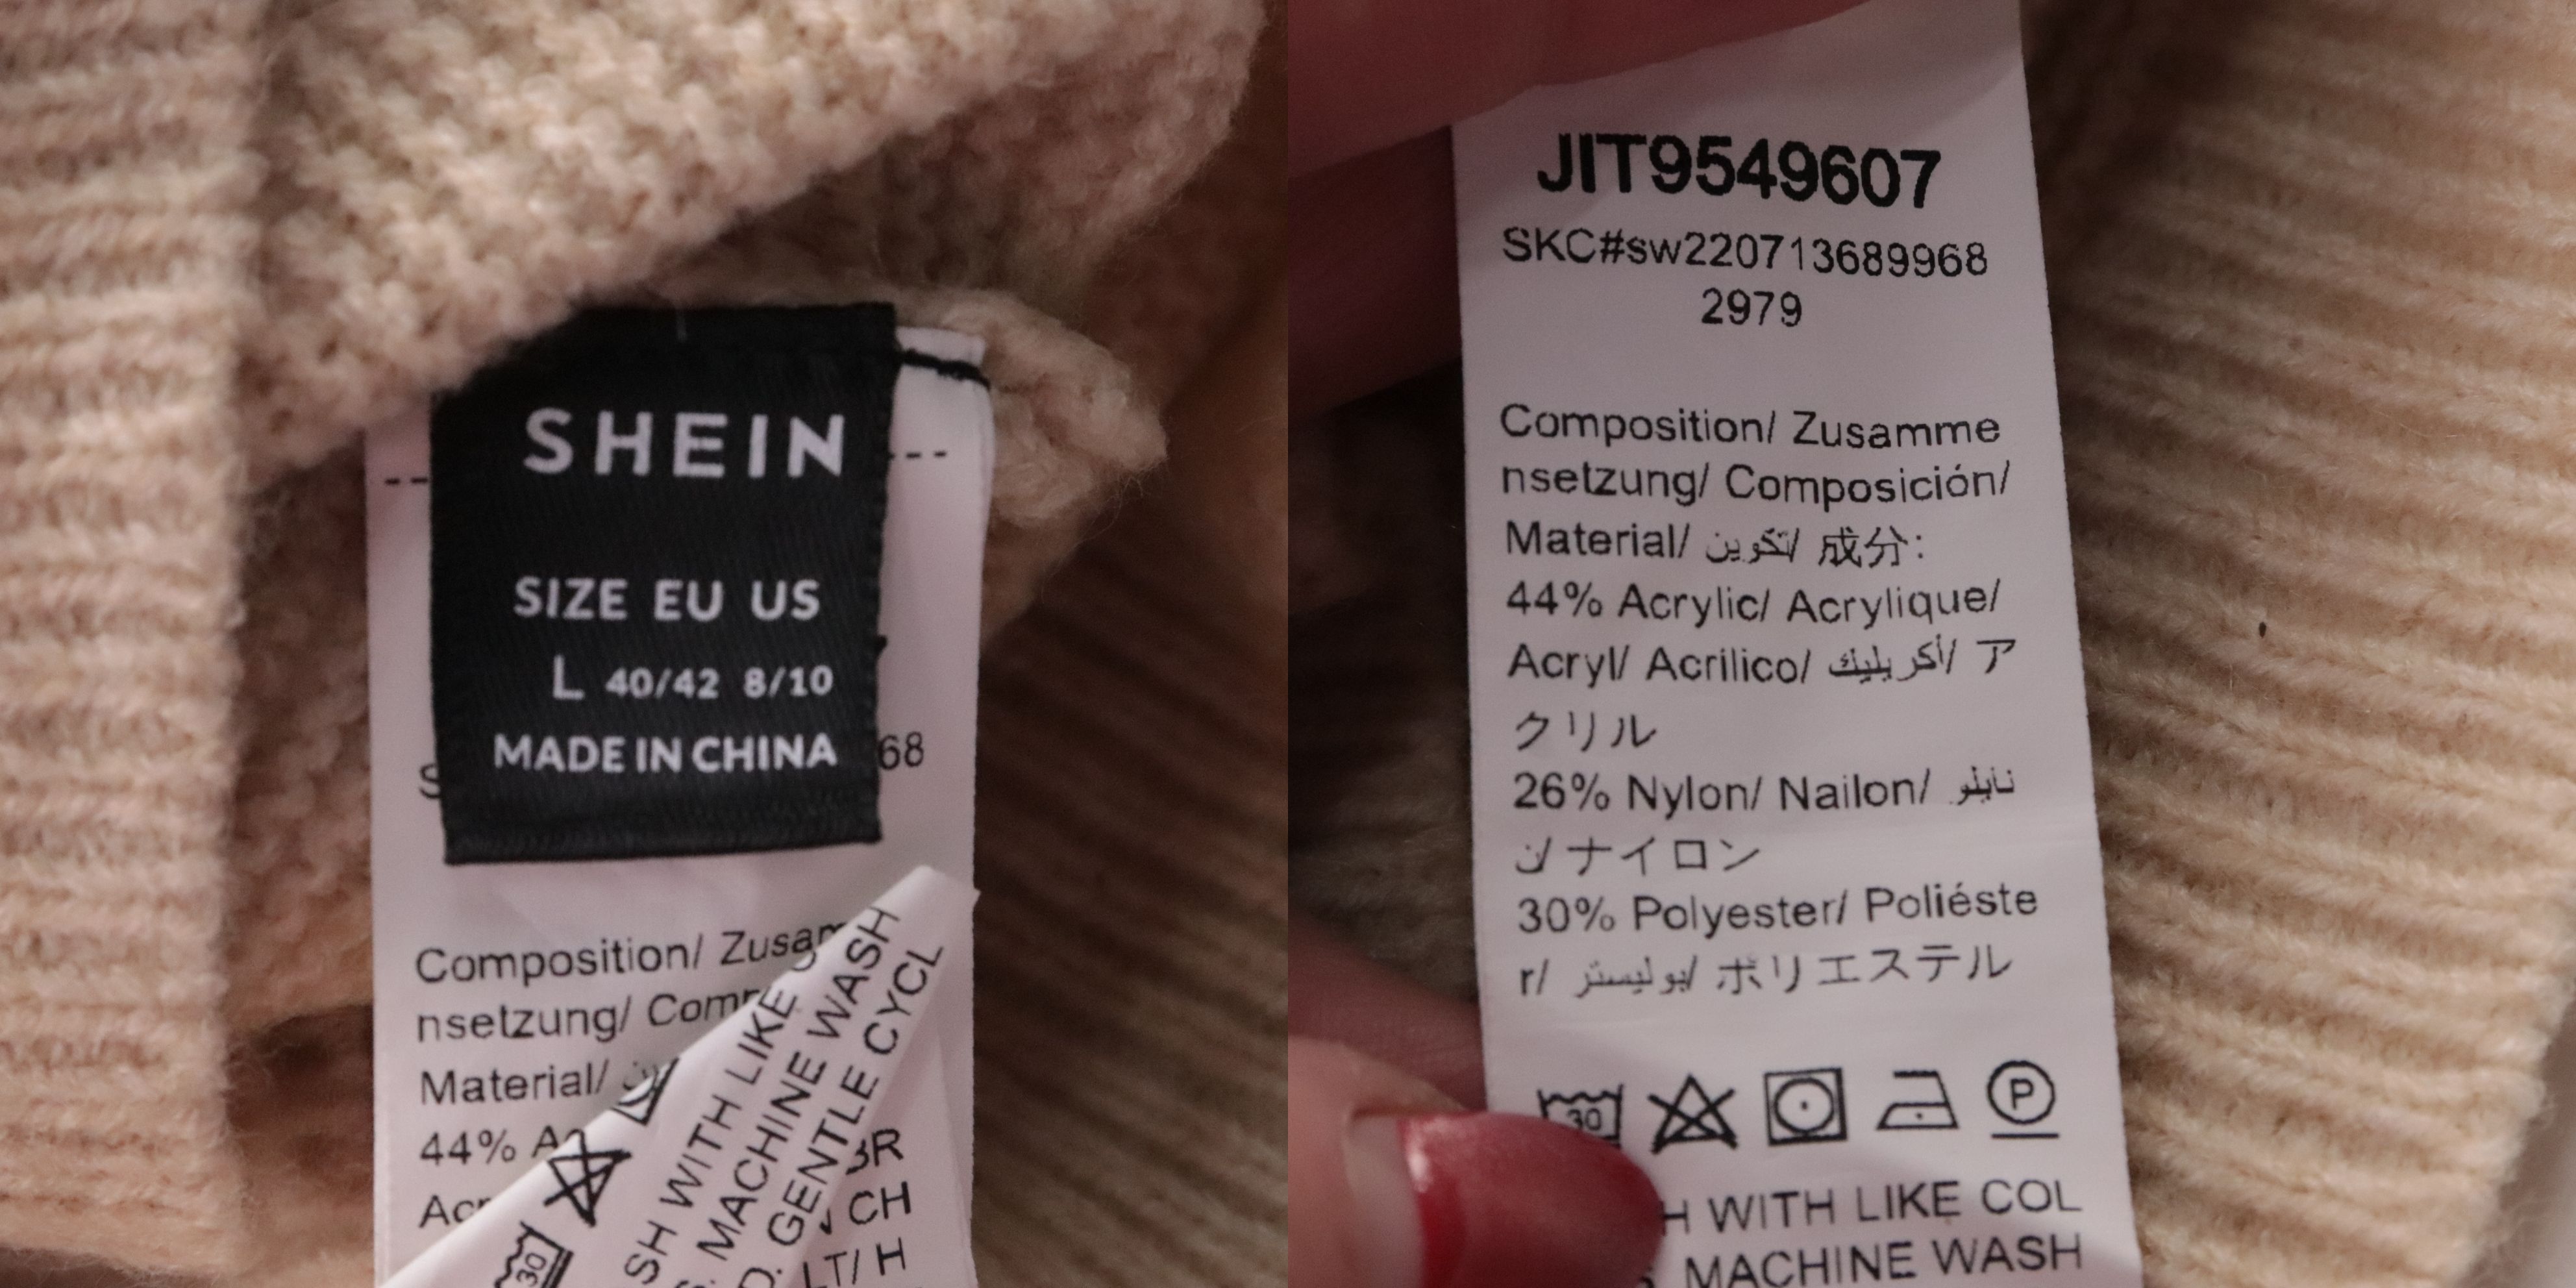 SHEIN
SIZE EU US
L 40/42 8/10
MADE IN CHINA
68
Composition/ Zusam
nsetzung/ Com
Material/
44%
30
SH WITH LIKE
MACHINE WASH
D. GENTLE CYCL
CH
LT/ H
JIT9549607
SKC#sw220713689968
2979
Composition/ Zusamme
nsetzung/ Composición/
Material/ تكوين/ 成分:
44% Acrylic/ Acrylique/
Acryl/ Acrilico/ أكريليك/ ア
クリル
26% Nylon/ Nailon/ نايلو
ن/ ナイロン
30% Polyester/ Poliéste
r/ بوليستر/ ポリエステル
30
P
H WITH LIKE COL
MACHINE WASH